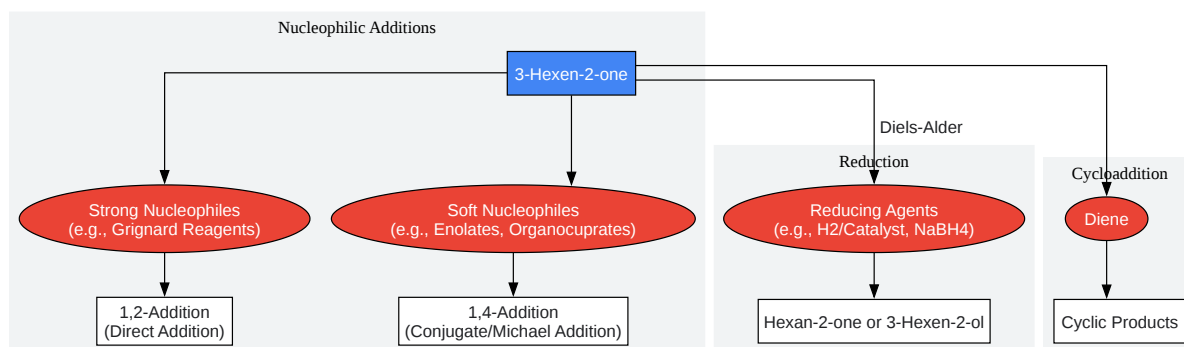 Nucleophilic Additions
3-Hexen-2-one
Diels-Alder
Reduction
Cycloaddition
Strong Nucleophiles
(e.g., Grignard Reagents)
Soft Nucleophiles
(e.g., Enolates, Organocuprates)
Reducing Agents
(e.g., H2/Catalyst, NaBH4)
Diene
1,2-Addition
(Direct Addition)
1,4-Addition
(Conjugate/Michael Addition)
Hexan-2-one or 3-Hexen-2-ol
Cyclic Products